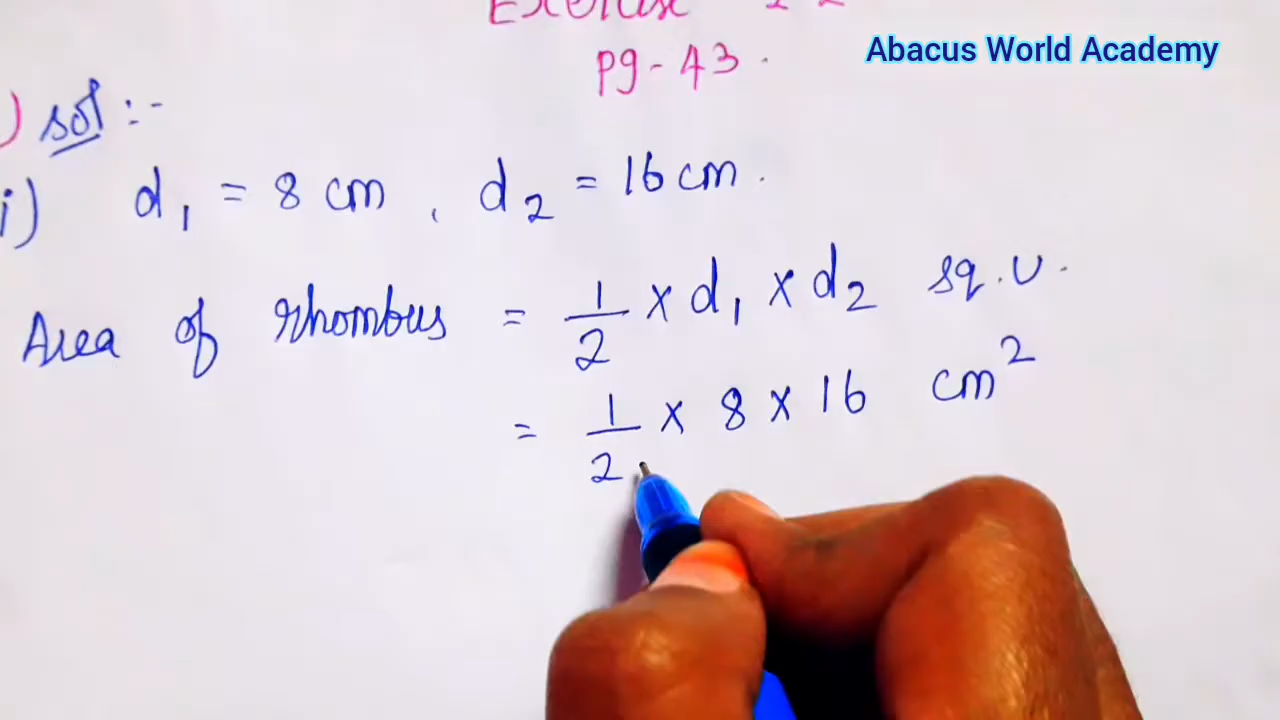 Exercise
Abacus World Academy
pg - 43 .
) sol :-
i) d₁ = 8 cm , d₂ = 16 cm .
Area of rhombus = 1/2 × d₁ × d₂ sq . u .
= 1/2 × 8 × 16 cm²